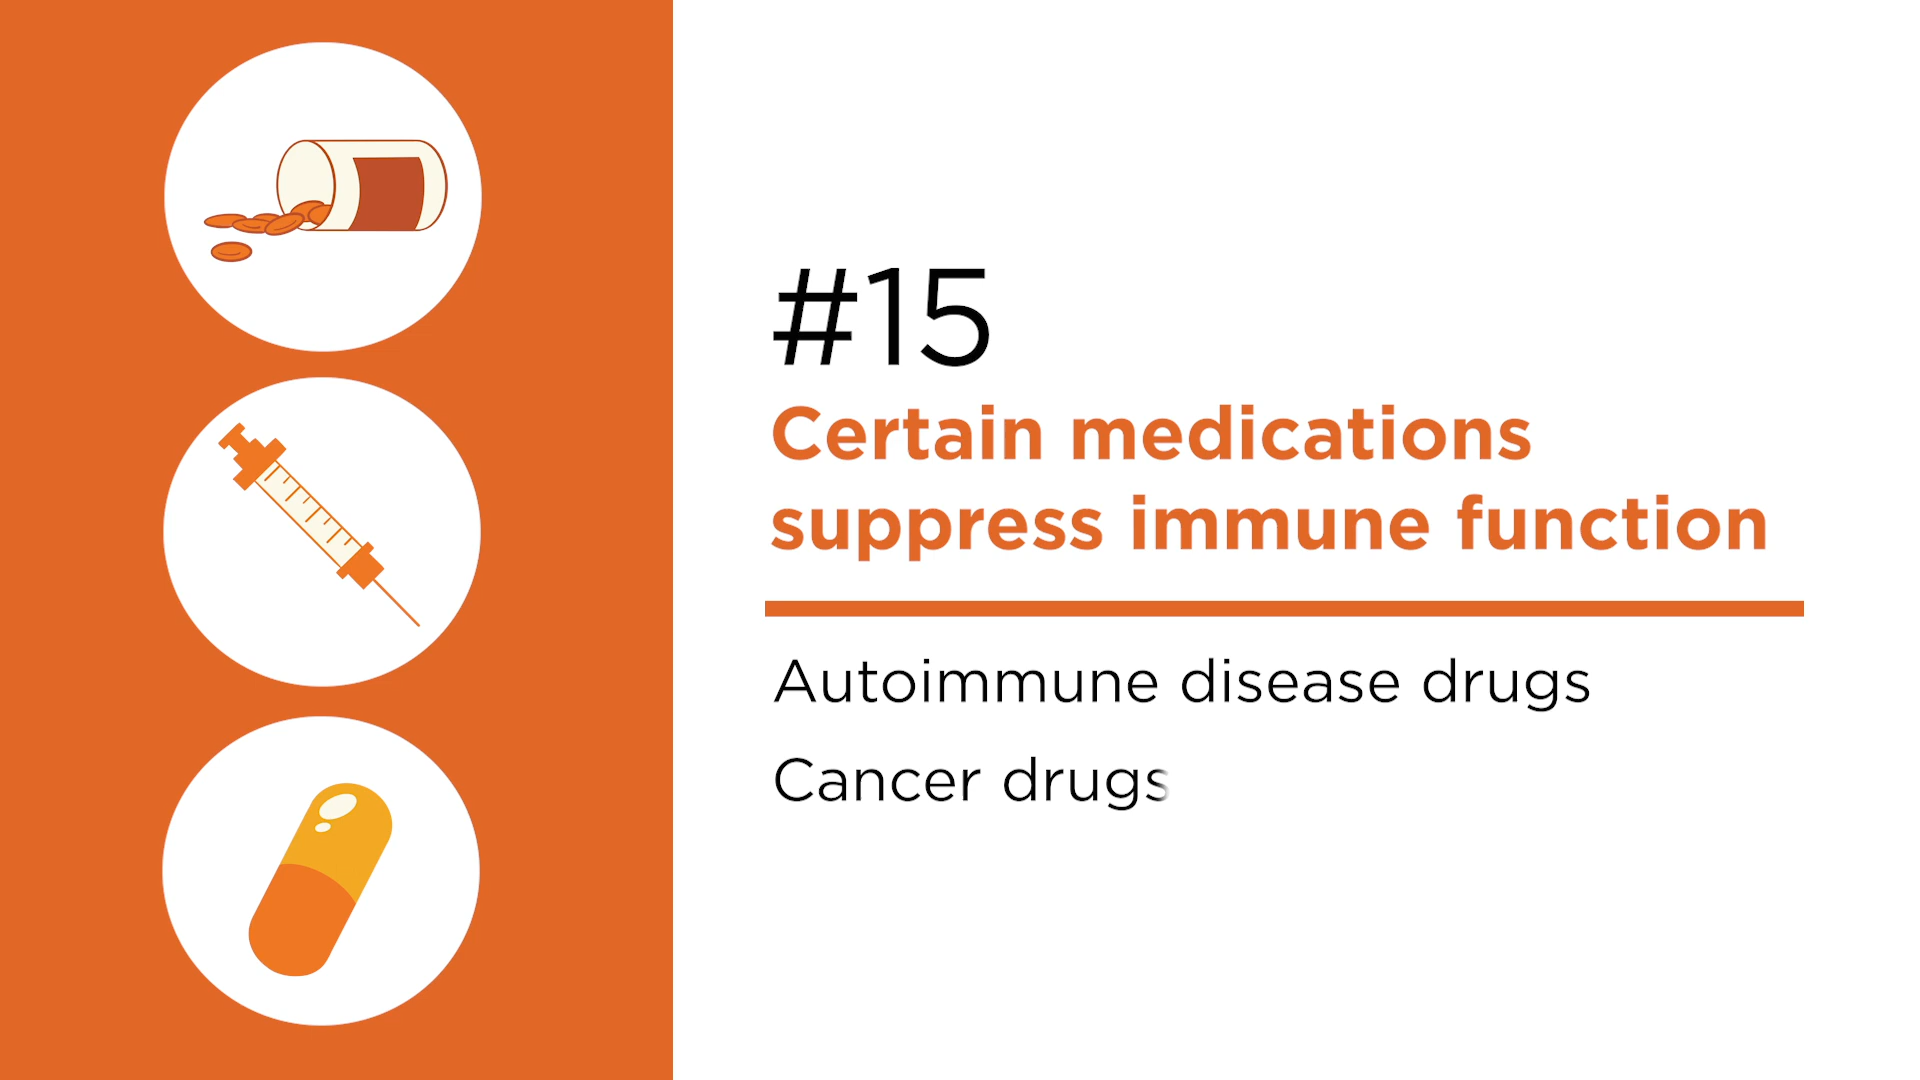 #15
Certain medications
suppress immune function
Autoimmune disease drugs
Cancer drugs